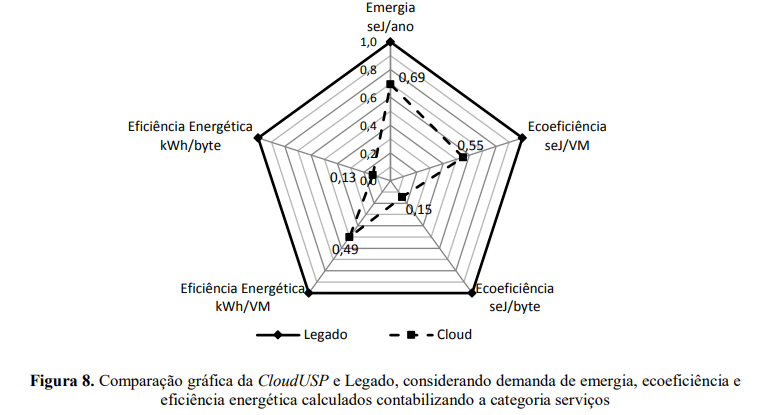 Emergia
seJ/ano
1,0
0,8
0,69
0,6
Eficiência Energética
kWh/byte
Ecoeficiência
seJ/VM
0,4
0,55
0,2
0,13
0,0
0,15
0,49
Eficiência Energética
kWh/VM
Ecoeficiência
seJ/byte
Legado
Cloud
Figura 8. Comparação gráfica da CloudUSP e Legado, considerando demanda de emergia, ecoeficiência e
eficiência energética calculados contabilizando a categoria serviços